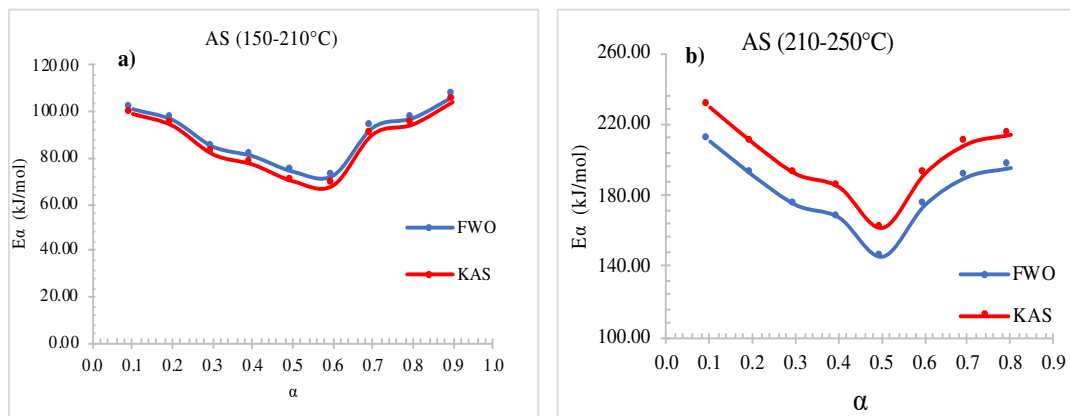 AS (150-210°C)
a)
120.00
100.00
80.00
60.00
40.00
20.00
0.00
Eα (kJ/mol)
FWO
KAS
0.0 0.1 0.2 0.3 0.4 0.5 0.6 0.7 0.8 0.9 1.0
α
AS (210-250°C)
b)
260.00
220.00
180.00
140.00
100.00
Eα (kJ/mol)
FWO
KAS
0.0 0.1 0.2 0.3 0.4 0.5 0.6 0.7 0.8 0.9
α